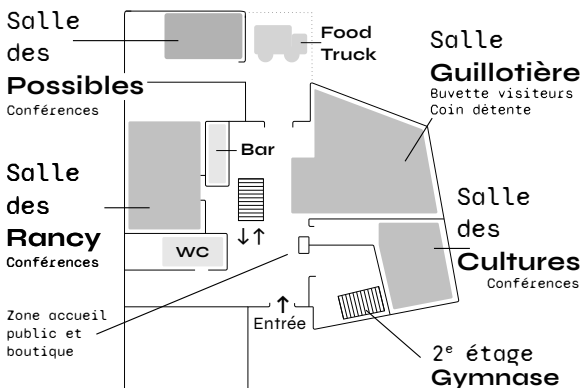 Salle
des
Possibles
Conférences
Food
Truck
Salle
Guillotière
Buvette visiteurs
Coin détente
Bar
Salle
des
Rancy
Conférences
WC
Salle
des
Cultures
Conférences
Zone accueil
public et
boutique
Entrée
2e étage
Gymnase